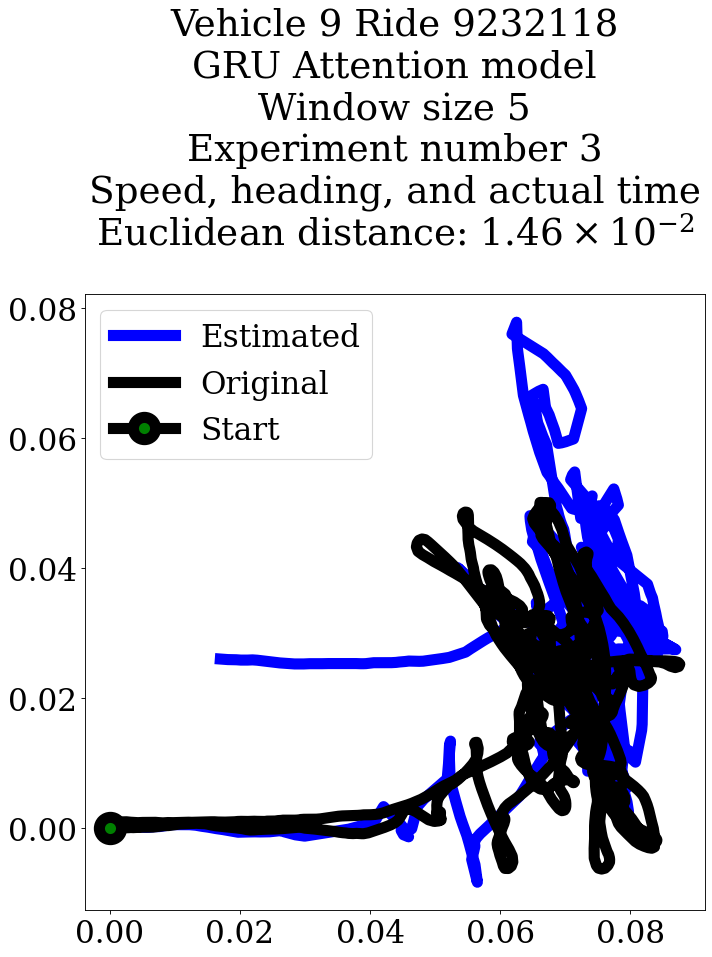 Vehicle 9 Ride 9232118
GRU Attention model
Window size 5
Experiment number 3
Speed, heading, and actual time
Euclidean distance: 1.46 × 10⁻²
0.08
0.06
0.04
0.02
0.00
Estimated
Original
Start
0.00 0.02 0.04 0.06 0.08